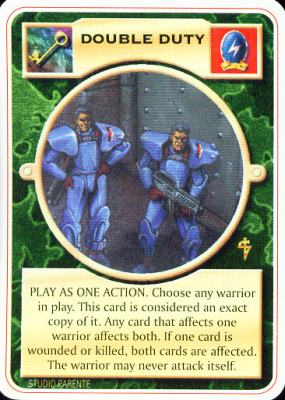 DOUBLE DUTY
PLAY AS ONE ACTION. Choose any warrior
in play. This card is considered an exact
copy of it. Any card that affects one
warrior affects both. If one card is
wounded or killed, both cards are affected.
The warrior may never attack itself.
STUDIO PARENTE